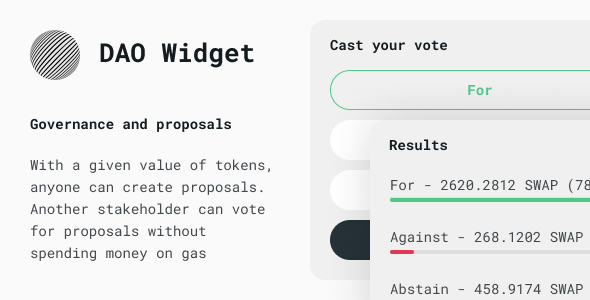 DAO Widget
Governance and proposals
With a given value of tokens,
anyone can create proposals.
Another stakeholder can vote
for proposals without
spending money on gas
Cast your vote
For
Results
For - 2620.2812 SWAP (78
Against - 268.1202 SWAP
Abstain - 458.9174 SWAP